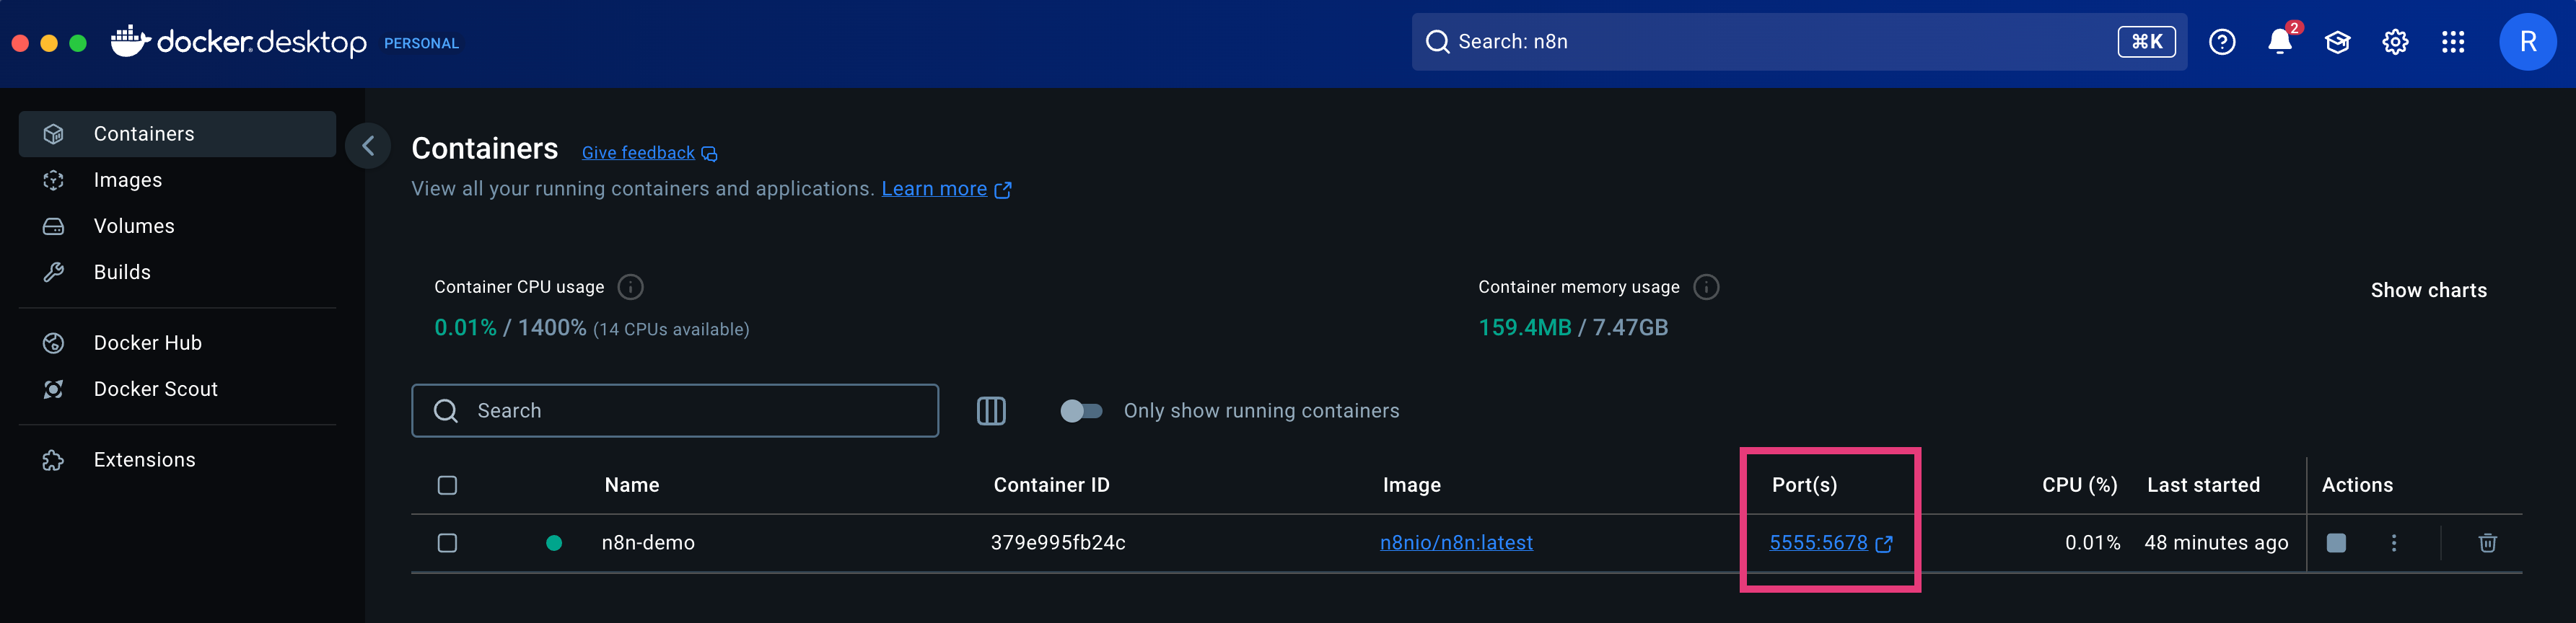 docker desktop PERSONAL
Search: n8n
⌘K
2
R
Containers
Images
Volumes
Builds
Docker Hub
Docker Scout
Extensions
Containers Give feedback
View all your running containers and applications. Learn more
Container CPU usage
0.01% / 1400% (14 CPUs available)
Container memory usage
159.4MB / 7.47GB
Show charts
Search
Only show running containers
Name Container ID Image Port(s) CPU (%) Last started Actions
n8n-demo 379e995fb24c n8nio/n8n:latest 5555:5678 0.01% 48 minutes ago